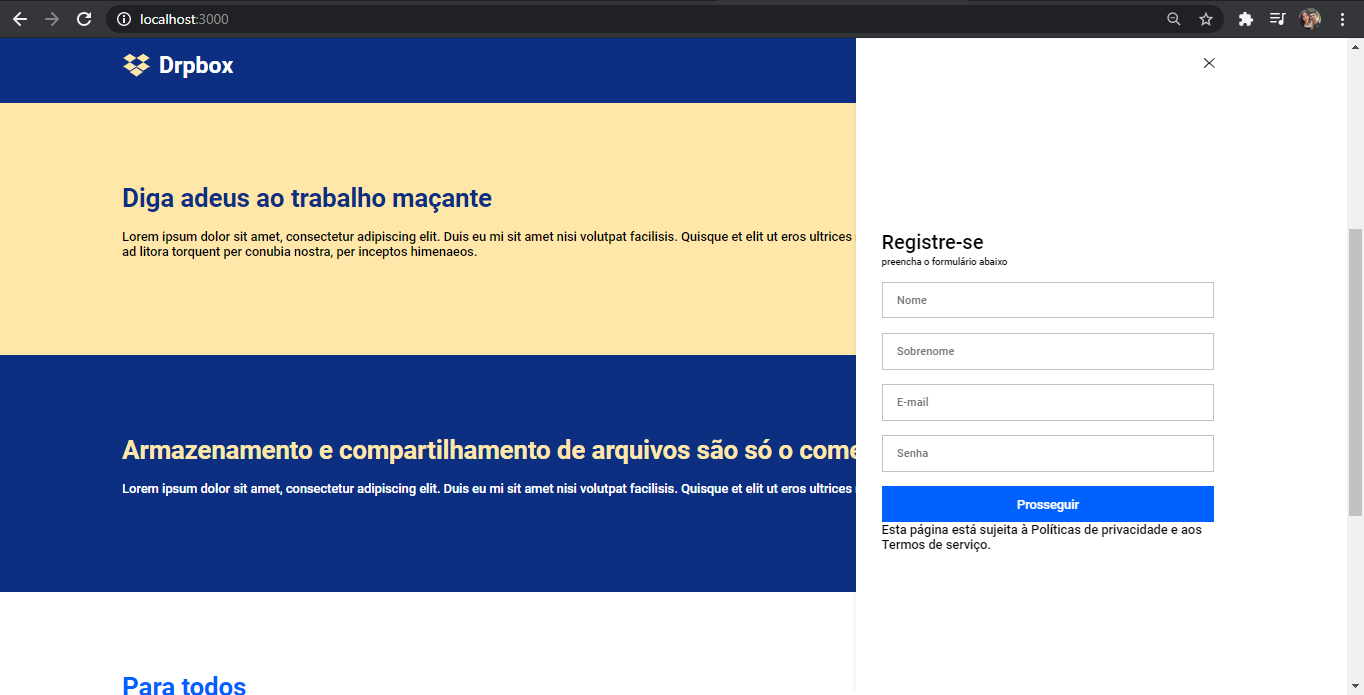 localhost:3000
Drpbox
Diga adeus ao trabalho maçante
Lorem ipsum dolor sit amet, consectetur adipiscing elit. Duis eu mi sit amet nisi volutpat facilisis. Quisque et elit ut eros ultrices
ad litora torquent per conubia nostra, per inceptos himenaeos.
Armazenamento e compartilhamento de arquivos são só o come
Lorem ipsum dolor sit amet, consectetur adipiscing elit. Duis eu mi sit amet nisi volutpat facilisis. Quisque et elit ut eros ultrices
Para todos
Registre-se
preencha o formulário abaixo
Nome
Sobrenome
E-mail
Senha
Prosseguir
Esta página está sujeita à Políticas de privacidade e aos
Termos de serviço.